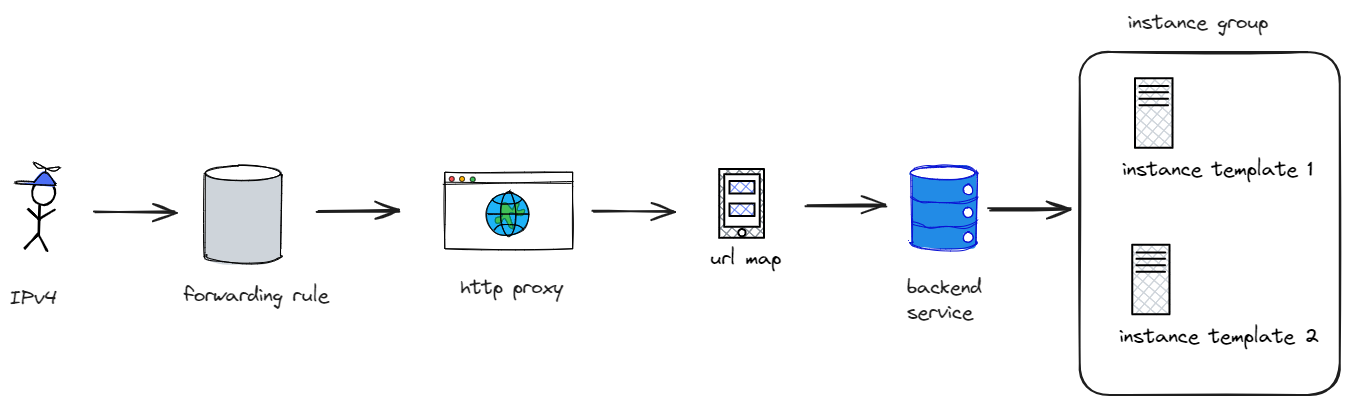 instance group
instance template 1
IPv4
forwarding rule
http proxy
url map
backend
service
instance template 2